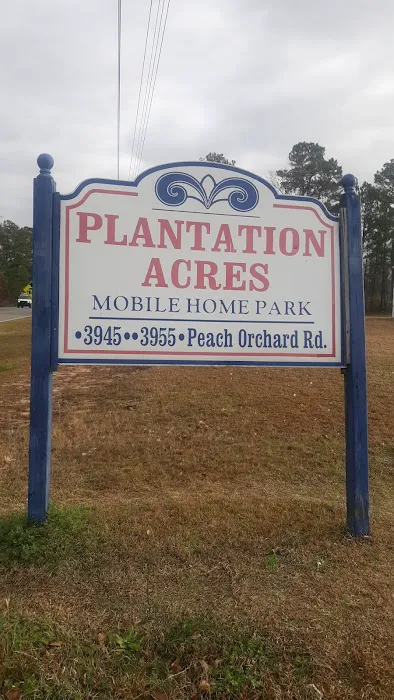 PLANTATION
ACRES
MOBILE HOME PARK
•3945••3955•Peach Orchard Rd.